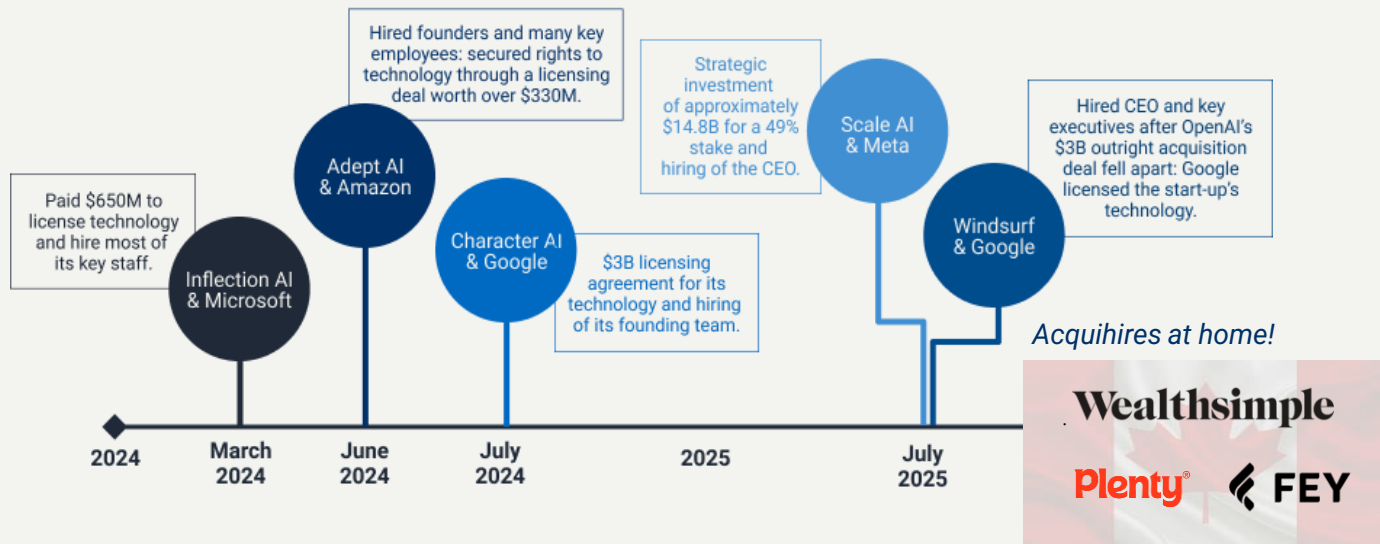 Hired founders and many key
employees: secured rights to
technology through a licensing
deal worth over $330M.
Strategic
investment
of approximately
$14.8B for a 49%
stake and
hiring of the CEO.
Scale AI
& Meta
Hired CEO and key
executives after OpenAI's
$3B outright acquisition
deal fell apart: Google
licensed the start-up's
technology.
Adept AI
& Amazon
Paid $650M to
license technology
and hire most of
its key staff.
Inflection AI
& Microsoft
Character AI
& Google
$3B licensing
agreement for its
technology and hiring
of its founding team.
Windsurf
& Google
Acquihires at home!
Wealthsimple
Plenty®
FEY
2024
March
2024
June
2024
July
2024
2025
July
2025